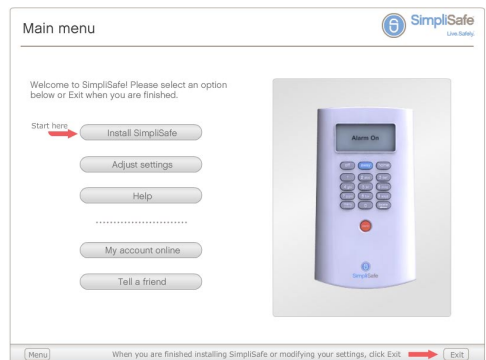 Main menu
SimpliSafe
Live Safely.
Welcome to SimpliSafe! Please select an option
below or Exit when you are finished.
Start here
Install SimpliSafe
Adjust settings
Help
My account online
Tell a friend
Alarm On
SimpliSafe
Menu
When you are finished installing SimpliSafe or modifying your settings, click Exit
Exit